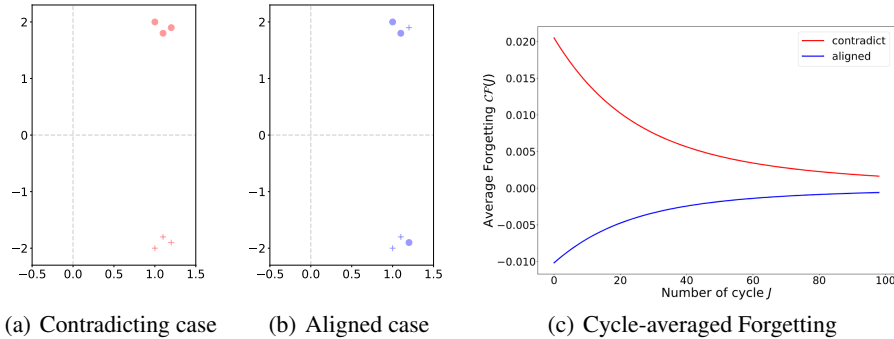 2
1
0
−1
−2
−0.5 0.0 0.5 1.0 1.5
(a) Contradicting case
2
1
0
−1
−2
−0.5 0.0 0.5 1.0 1.5
(b) Aligned case
contradict
aligned
Average Forgetting CF(J)
0.020
0.015
0.010
0.005
0.000
−0.005
−0.010
0 20 40 60 80 100
Number of cycle J
(c) Cycle-averaged Forgetting